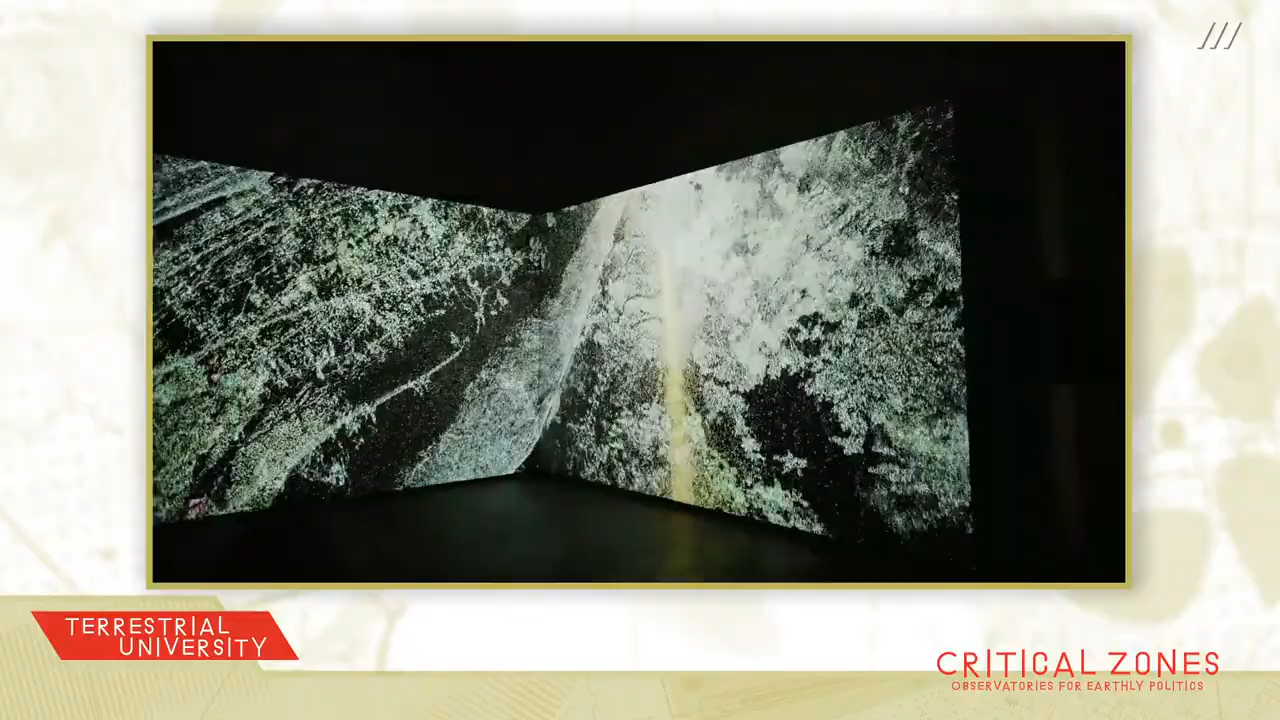 ///
TERRESTRIAL
UNIVERSITY
CRITICAL ZONES
OBSERVATORIES FOR EARTHLY POLITICS